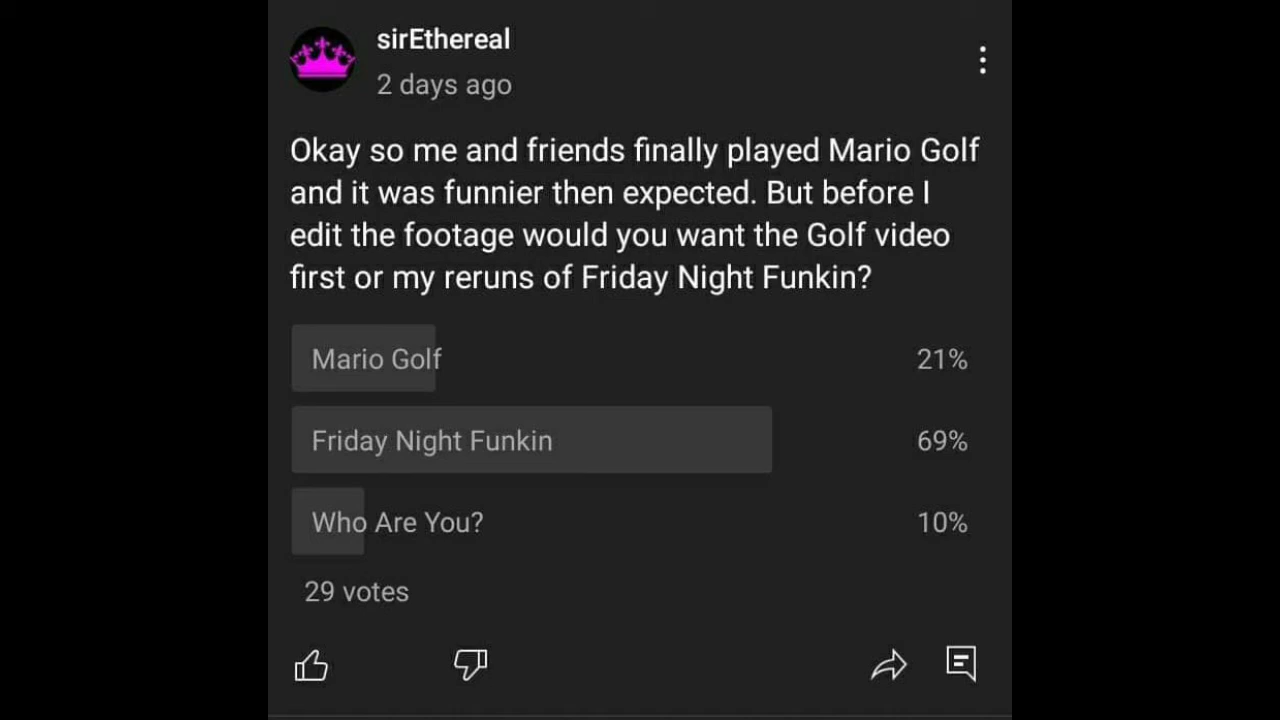 sirEthereal
2 days ago
Okay so me and friends finally played Mario Golf
and it was funnier then expected. But before I
edit the footage would you want the Golf video
first or my reruns of Friday Night Funkin?
Mario Golf 21%
Friday Night Funkin 69%
Who Are You? 10%
29 votes